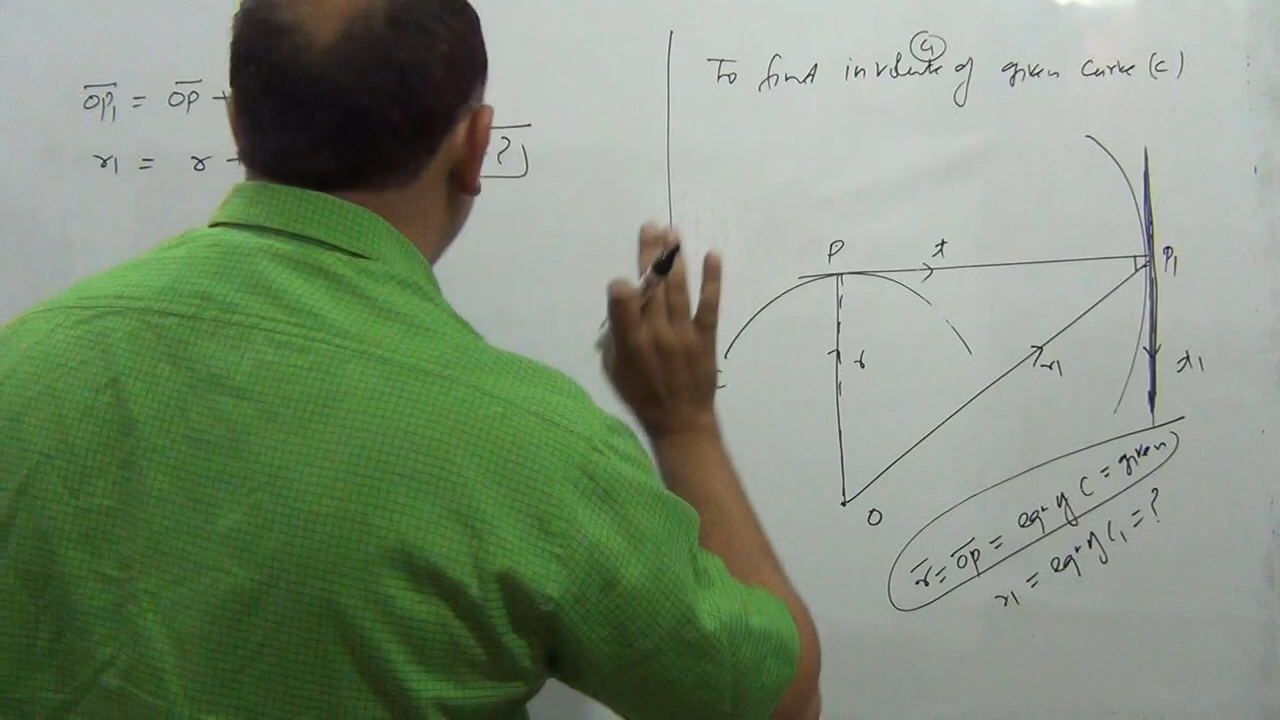 OP₁ = OP +
r₁ = r + ?
To find involute of given curve (c)
C₁
P
t
P₁
r
r₁
t₁
O
r = OP = eqⁿ of C = given
r₁ = eqⁿ of C₁ = ?